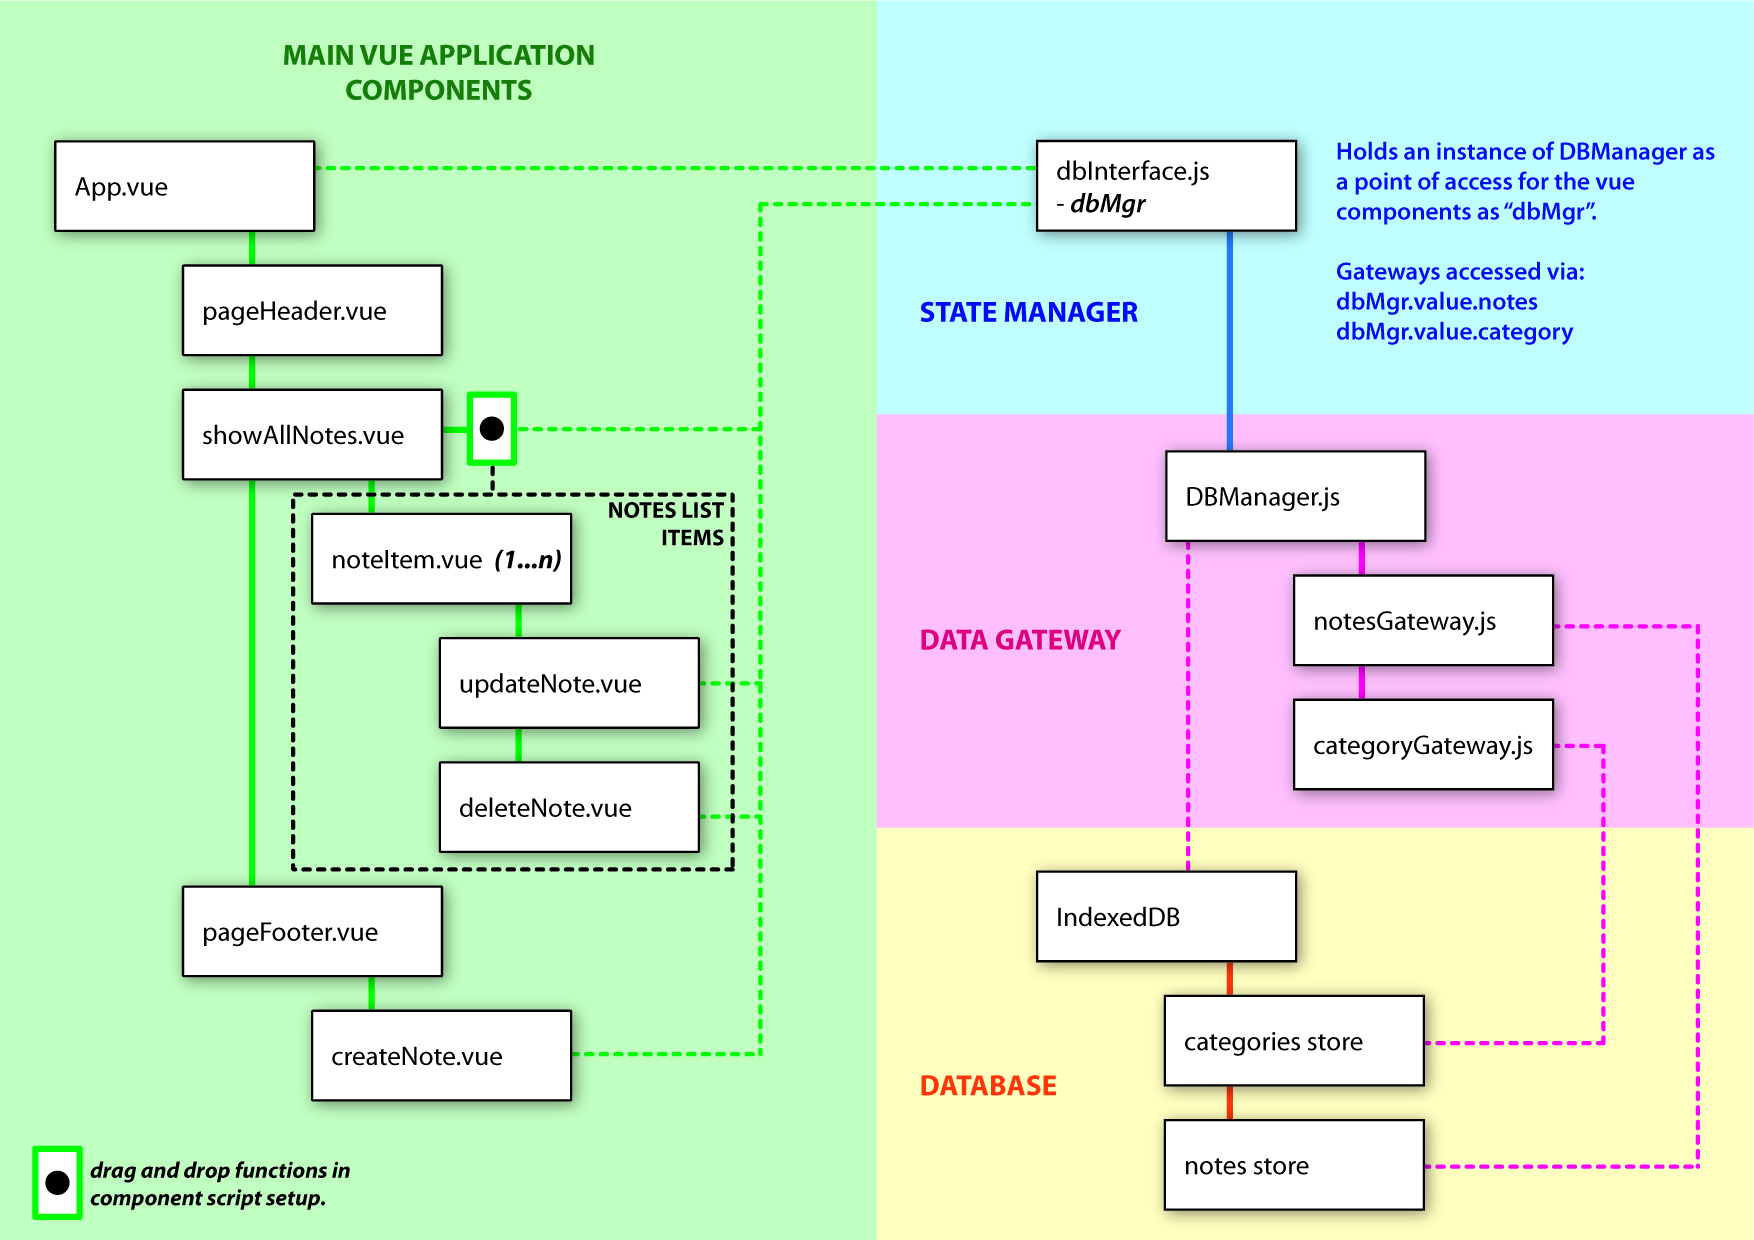 MAIN VUE APPLICATION
COMPONENTS
App.vue
pageHeader.vue
showAllNotes.vue
NOTES LIST
ITEMS
noteItem.vue (1...n)
updateNote.vue
deleteNote.vue
pageFooter.vue
createNote.vue
drag and drop functions in
component script setup.
dbInterface.js
- dbMgr
Holds an instance of DBManager as
a point of access for the vue
components as “dbMgr”.
Gateways accessed via:
dbMgr.value.notes
dbMgr.value.category
STATE MANAGER
DBManager.js
notesGateway.js
DATA GATEWAY
categoryGateway.js
IndexedDB
categories store
DATABASE
notes store